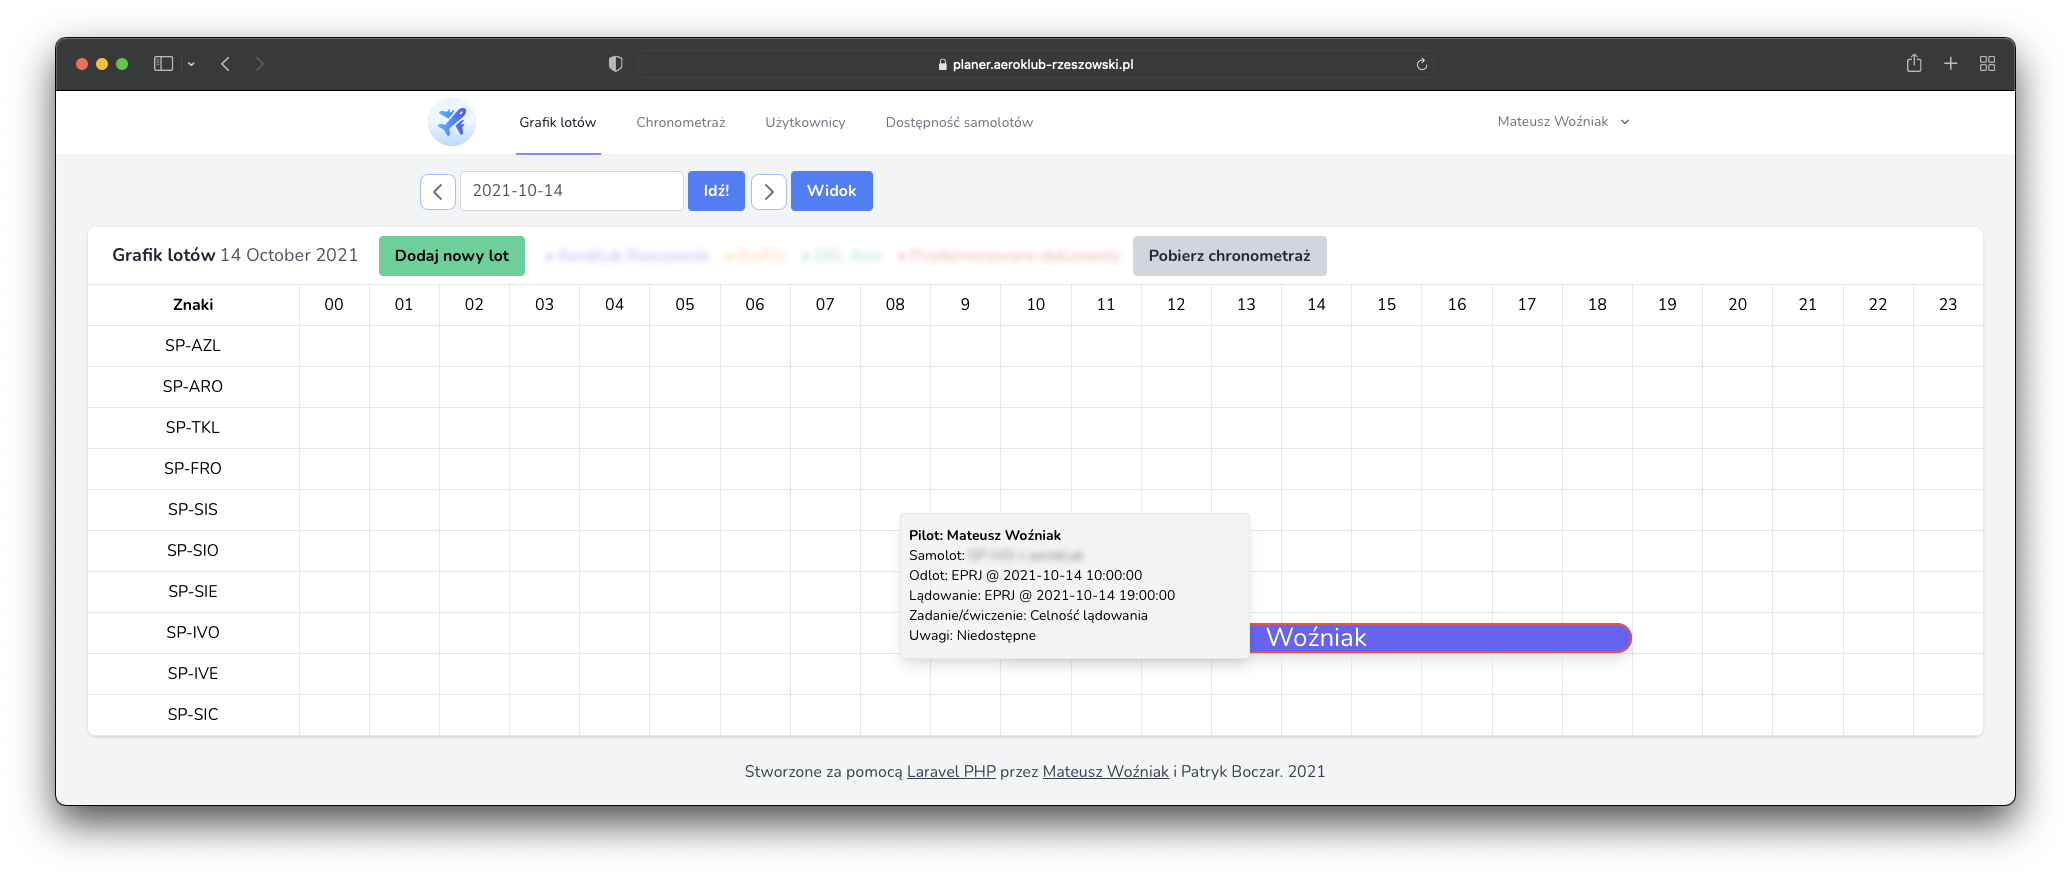 planer.aeroklub-rzeszowski.pl
Grafik lotów Chronometraż Użytkownicy Dostępność samolotów Mateusz Woźniak
2021-10-14 Idź! Widok
Grafik lotów 14 October 2021 Dodaj nowy lot Pobierz chronometraż
Znaki 00 01 02 03 04 05 06 07 08 9 10 11 12 13 14 15 16 17 18 19 20 21 22 23
SP-AZL
SP-ARO
SP-TKL
SP-FRO
SP-SIS
SP-SIO
SP-SIE
SP-IVO
SP-IVE
SP-SIC
Pilot: Mateusz Woźniak
Samolot:
Odlot: EPRJ @ 2021-10-14 10:00:00
Lądowanie: EPRJ @ 2021-10-14 19:00:00
Zadanie/ćwiczenie: Celność lądowania
Uwagi: Niedostępne
Woźniak
Stworzone za pomocą Laravel PHP przez Mateusz Woźniak i Patryk Boczar. 2021